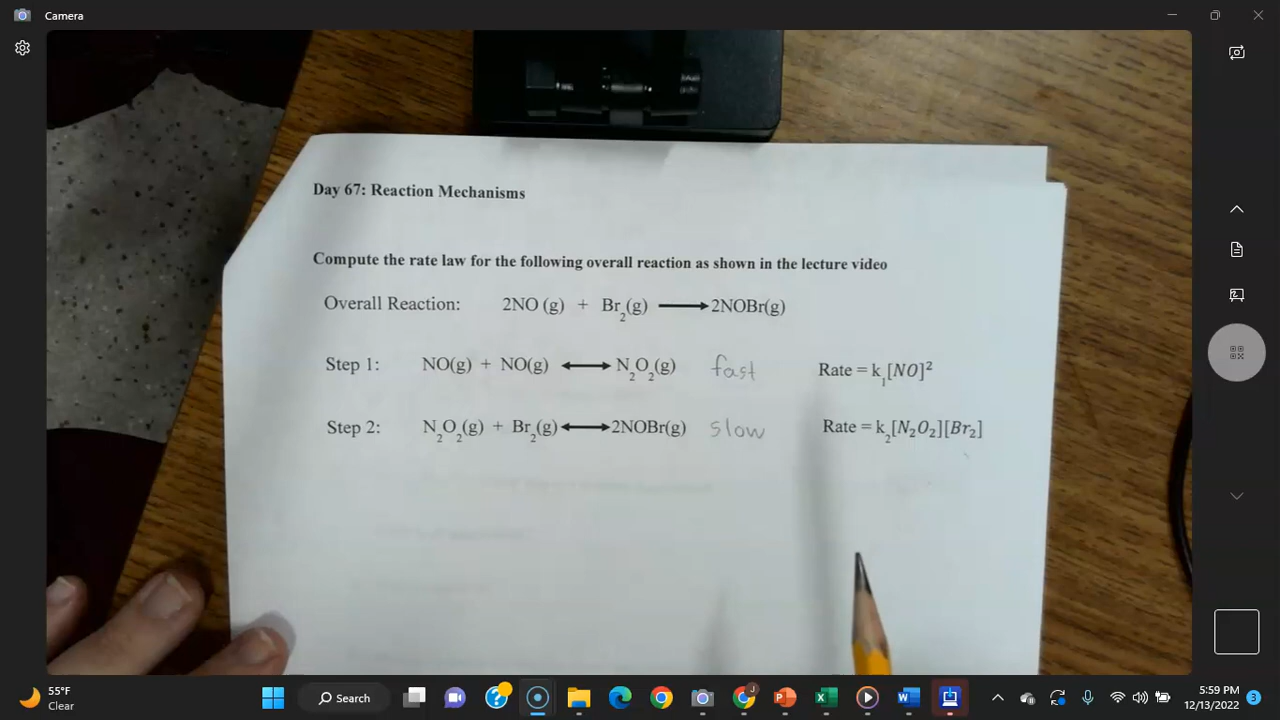 Camera
Day 67: Reaction Mechanisms
Compute the rate law for the following overall reaction as shown in the lecture video
Overall Reaction: 2NO (g) + Br₂(g) ⟶ 2NOBr(g)
Step 1: NO(g) + NO(g) ⟷ N₂O₂(g) fast Rate = k₁[NO]²
Step 2: N₂O₂(g) + Br₂(g) ⟷ 2NOBr(g) slow Rate = k₂[N₂O₂][Br₂]
55°F
Clear
Search
5:59 PM
12/13/2022
3